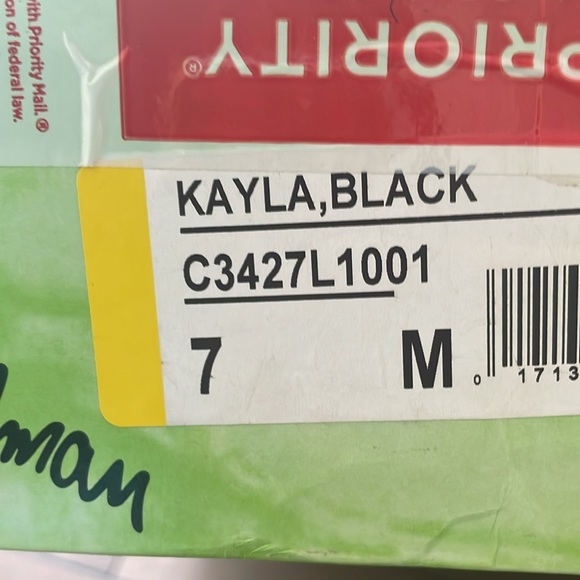 with Priority Mail.®
on of federal law.
PRIORITY®
KAYLA,BLACK
C3427L1001
7 M
0 1713
man